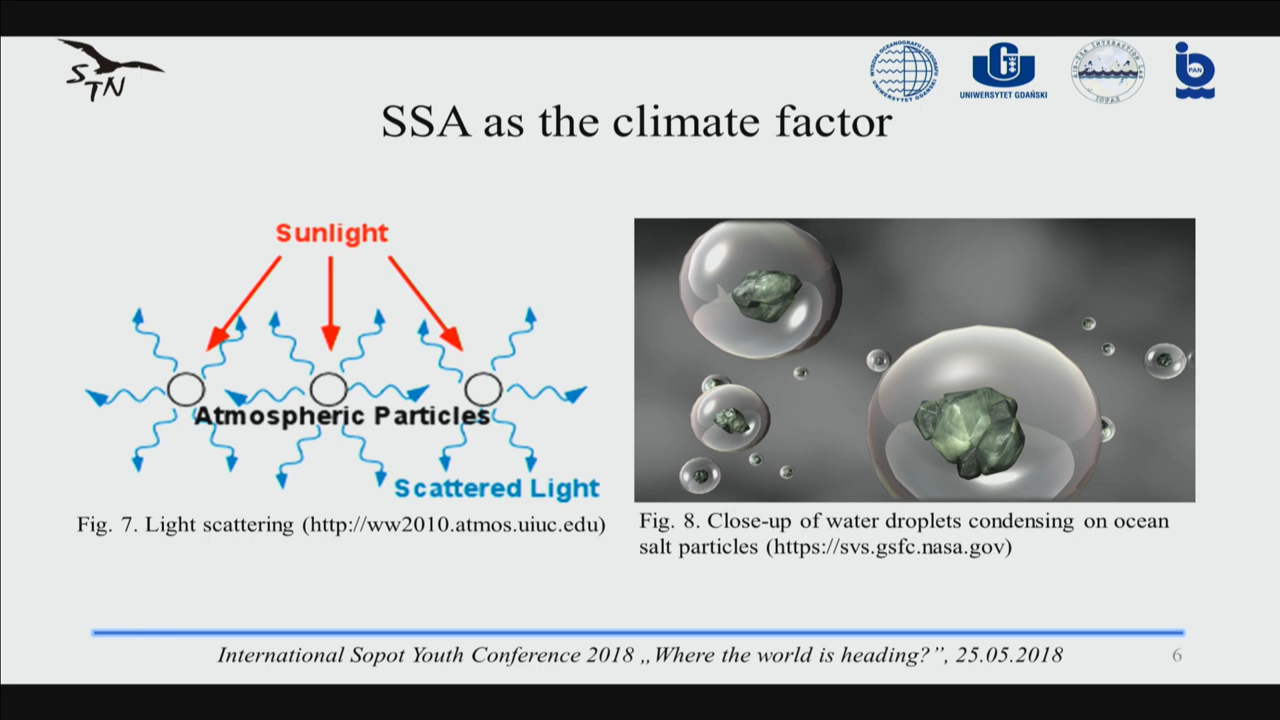 STN
UNIWERSYTET GDAŃSKI
PAN
IOPAS
SSA as the climate factor
Sunlight
Atmospheric Particles
Scattered Light
Fig. 7. Light scattering (http://ww2010.atmos.uiuc.edu)
Fig. 8. Close-up of water droplets condensing on ocean
salt particles (https://svs.gsfc.nasa.gov)
International Sopot Youth Conference 2018 „Where the world is heading?”, 25.05.2018
6